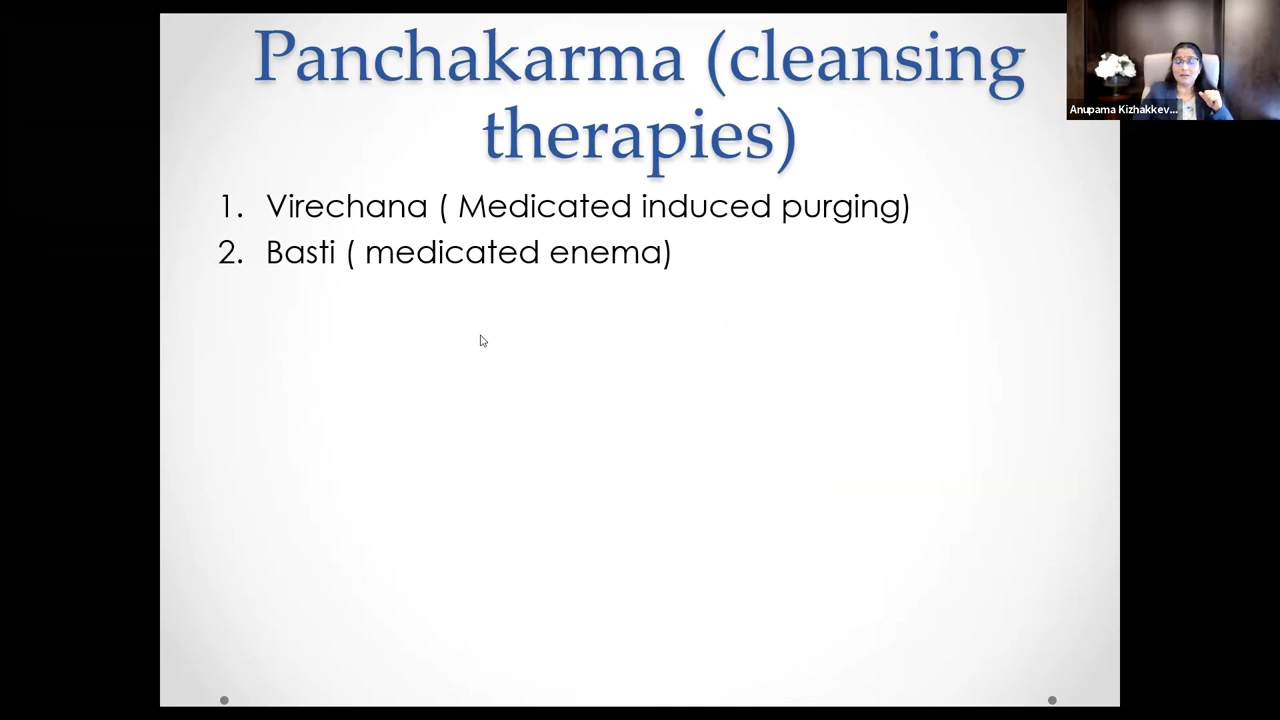 Panchakarma (cleansing
therapies)
1. Virechana ( Medicated induced purging)
2. Basti ( medicated enema)
Anupama Kizhakkev...